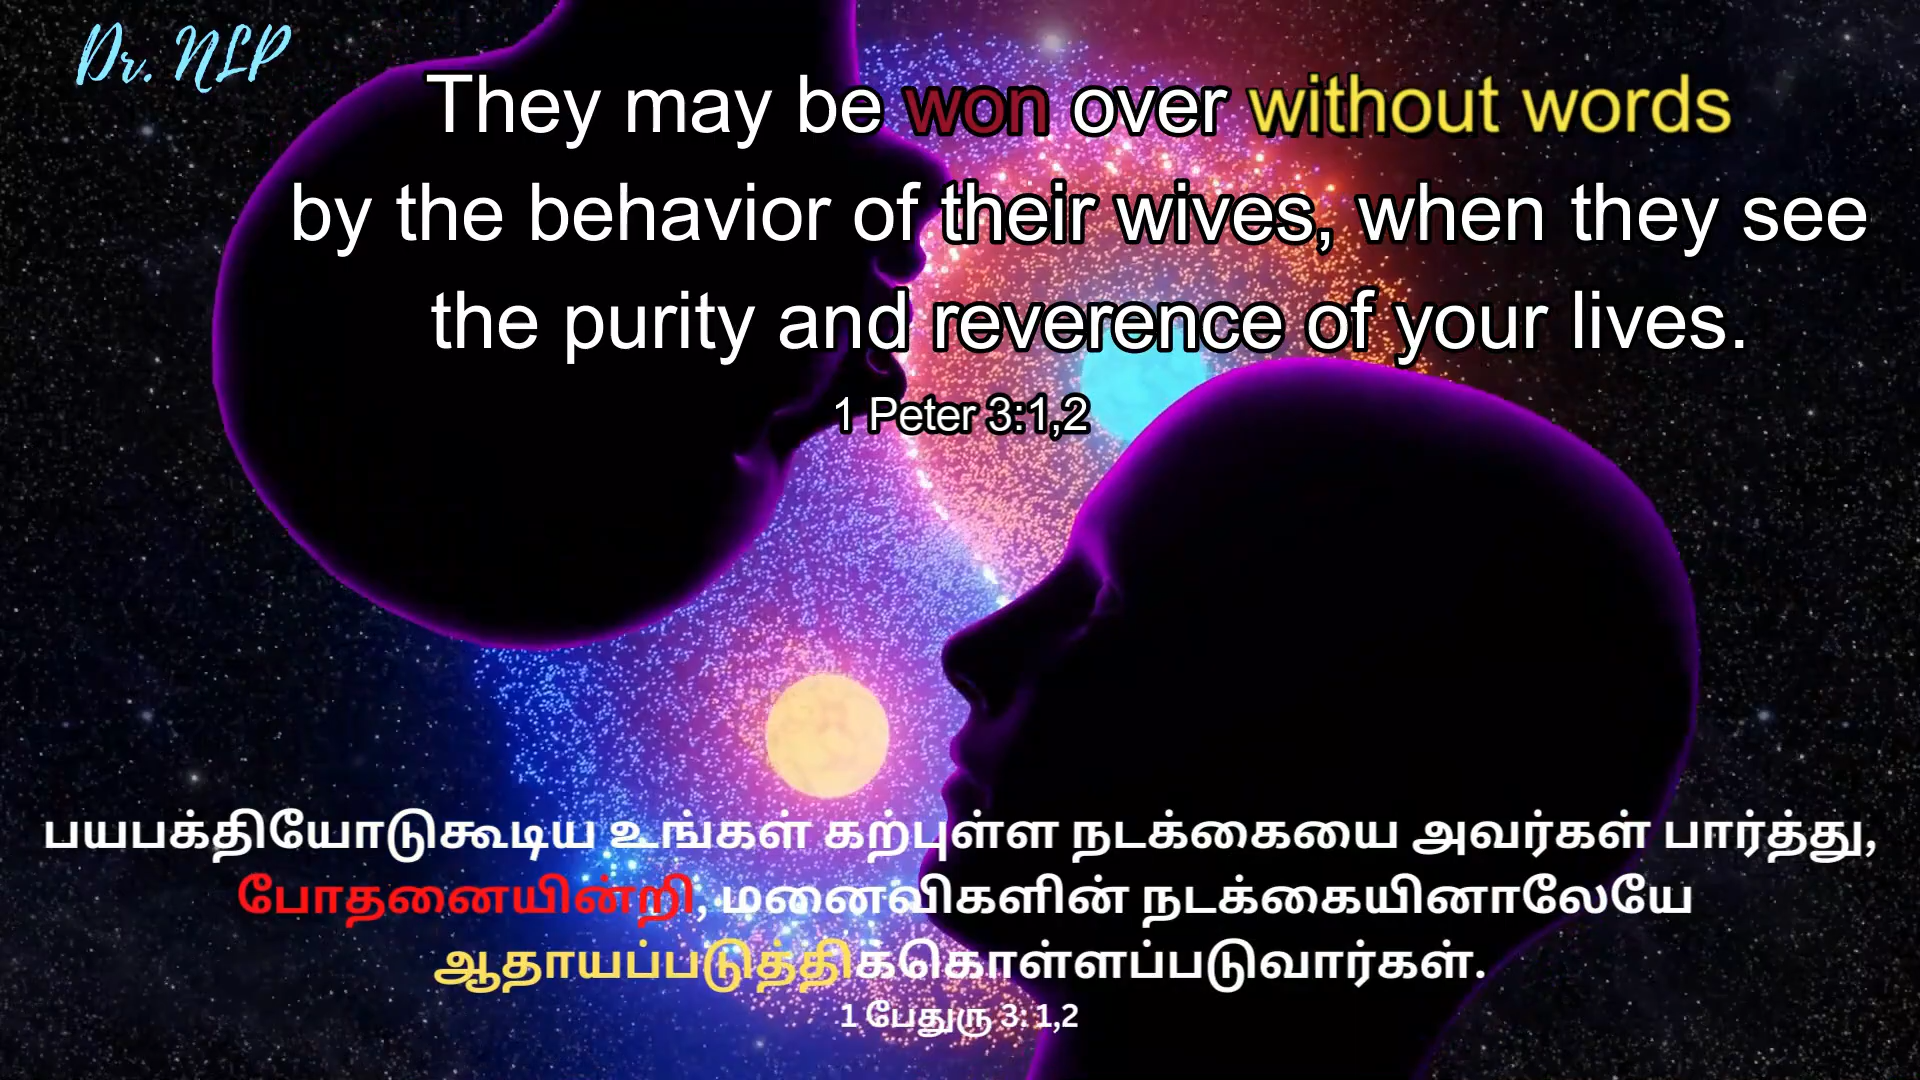 Dr. NLP
They may be won over without words
by the behavior of their wives, when they see
the purity and reverence of your lives.
1 Peter 3:1,2
பயபக்தியோடுகூடிய உங்கள் கற்புள்ள நடக்கையை அவர்கள் பார்த்து,
போதனையின்றி, மனைவிகளின் நடக்கையினாலேயே
ஆதாயப்படுத்திக்கொள்ளப்படுவார்கள்.
1 பேதுரு 3: 1,2